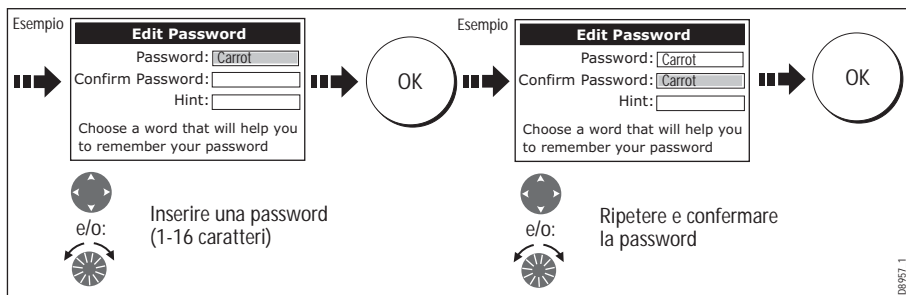 Esempio
Edit Password
Password: Carrot
Confirm Password:
Hint:
Choose a word that will help you
to remember your password
OK
e/o:
Inserire una password
(1-16 caratteri)
Esempio
Edit Password
Password: Carrot
Confirm Password: Carrot
Hint:
Choose a word that will help you
to remember your password
OK
e/o:
Ripetere e confermare
la password
D8957_1